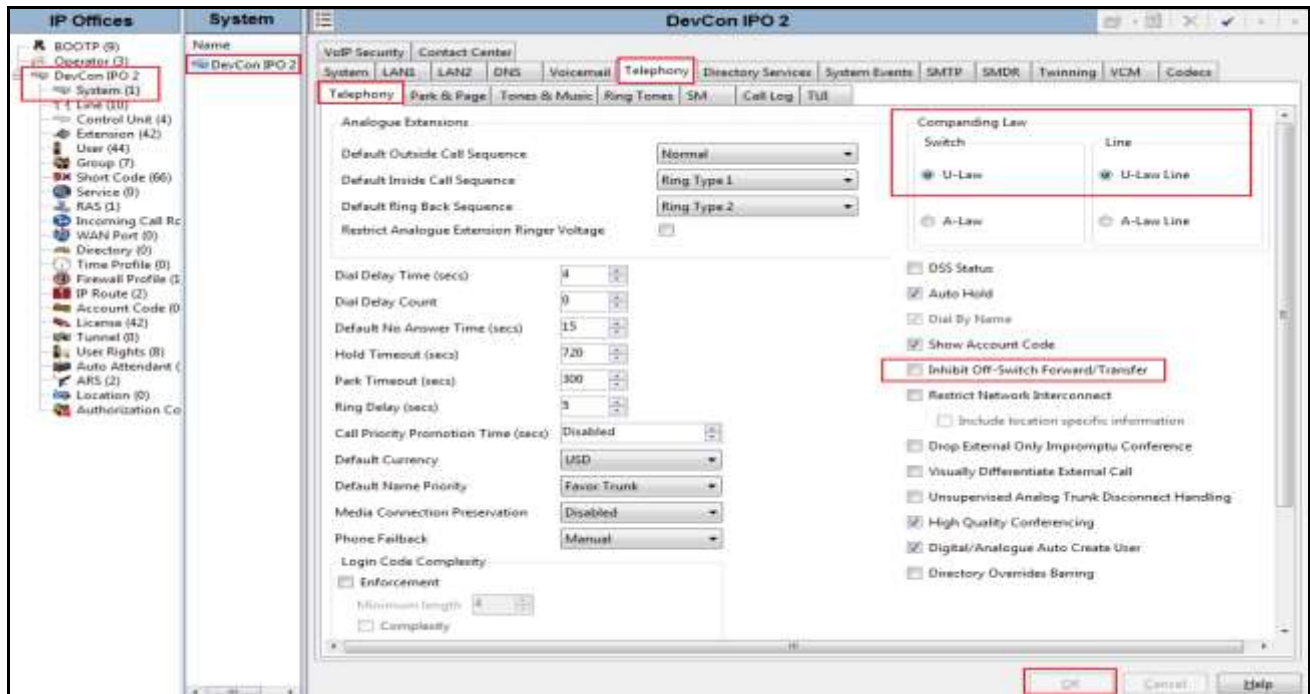 IP Offices
BOOTP (9)
Operator (3)
DevCon IPO 2
System (1)
Line (10)
Control Unit (4)
Extension (42)
User (44)
Group (7)
Short Code (66)
Service (0)
RAS (1)
Incoming Call Ro
WAN Port (0)
Directory (0)
Time Profile (0)
Firewall Profile (1
IP Route (2)
Account Code (0
License (42)
Tunnel (0)
User Rights (8)
Auto Attendant (
ARS (2)
Location (0)
Authorization Co
System
Name
DevCon IPO 2
DevCon IPO 2
VoIP Security Contact Center
System LAN1 LAN2 DNS Voicemail Telephony Directory Services System Events SMTP SMDR Twinning VCM Codecs
Telephony Park & Page Tones & Music Ring Tones SM Call Log TUI
Analogue Extensions
Default Outside Call Sequence Normal
Default Inside Call Sequence Ring Type 1
Default Ring Back Sequence Ring Type 2
Restrict Analogue Extension Ringer Voltage
Dial Delay Time (secs) 4
Dial Delay Count 0
Default No Answer Time (secs) 15
Hold Timeout (secs) 720
Park Timeout (secs) 300
Ring Delay (secs) 5
Call Priority Promotion Time (secs) Disabled
Default Currency USD
Default Name Priority Favor Trunk
Media Connection Preservation Disabled
Phone Failback Manual
Login Code Complexity
Enforcement
Minimum length 4
Complexity
Companding Law
Switch Line
U-Law U-Law Line
A-Law A-Law Line
DSS Status
Auto Hold
Dial By Name
Show Account Code
Inhibit Off-Switch Forward/Transfer
Restrict Network Interconnect
Include location specific information
Drop External Only Impromptu Conference
Visually Differentiate External Call
Unsupervised Analog Trunk Disconnect Handling
High Quality Conferencing
Digital/Analogue Auto Create User
Directory Overrides Barring
OK Cancel Help